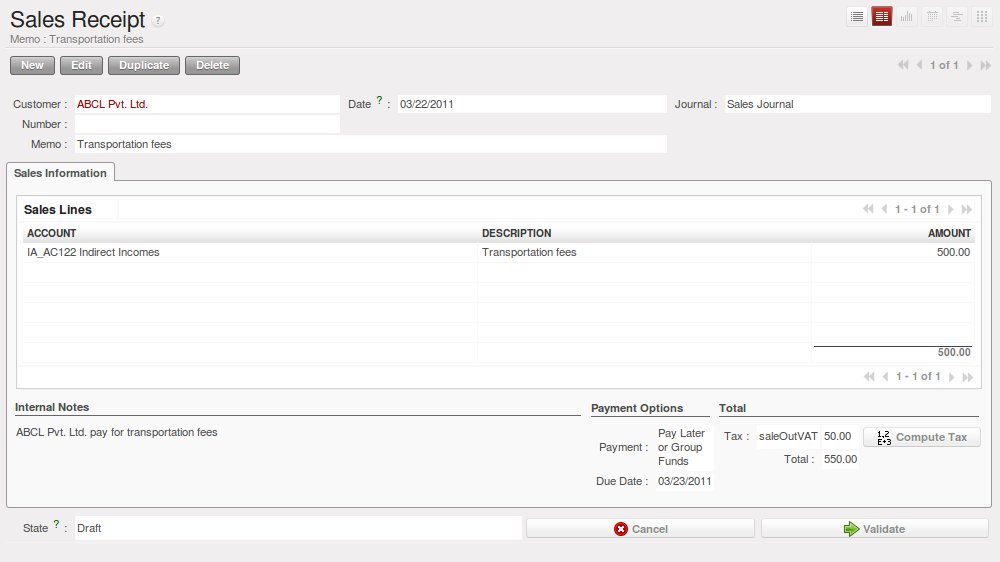 Sales Receipt ?
Memo : Transportation fees
New Edit Duplicate Delete 1 of 1
Customer : ABCL Pvt. Ltd. Date ? : 03/22/2011 Journal : Sales Journal
Number :
Memo : Transportation fees
Sales Information
Sales Lines 1 - 1 of 1
ACCOUNT DESCRIPTION AMOUNT
IA_AC122 Indirect Incomes Transportation fees 500.00
500.00
1 - 1 of 1
Internal Notes Payment Options Total
ABCL Pvt. Ltd. pay for transportation fees
Payment : Pay Later or Group Funds
Tax : saleOutVAT 50.00 1,2 E+3 Compute Tax
Total : 550.00
Due Date : 03/23/2011
State ? : Draft Cancel Validate